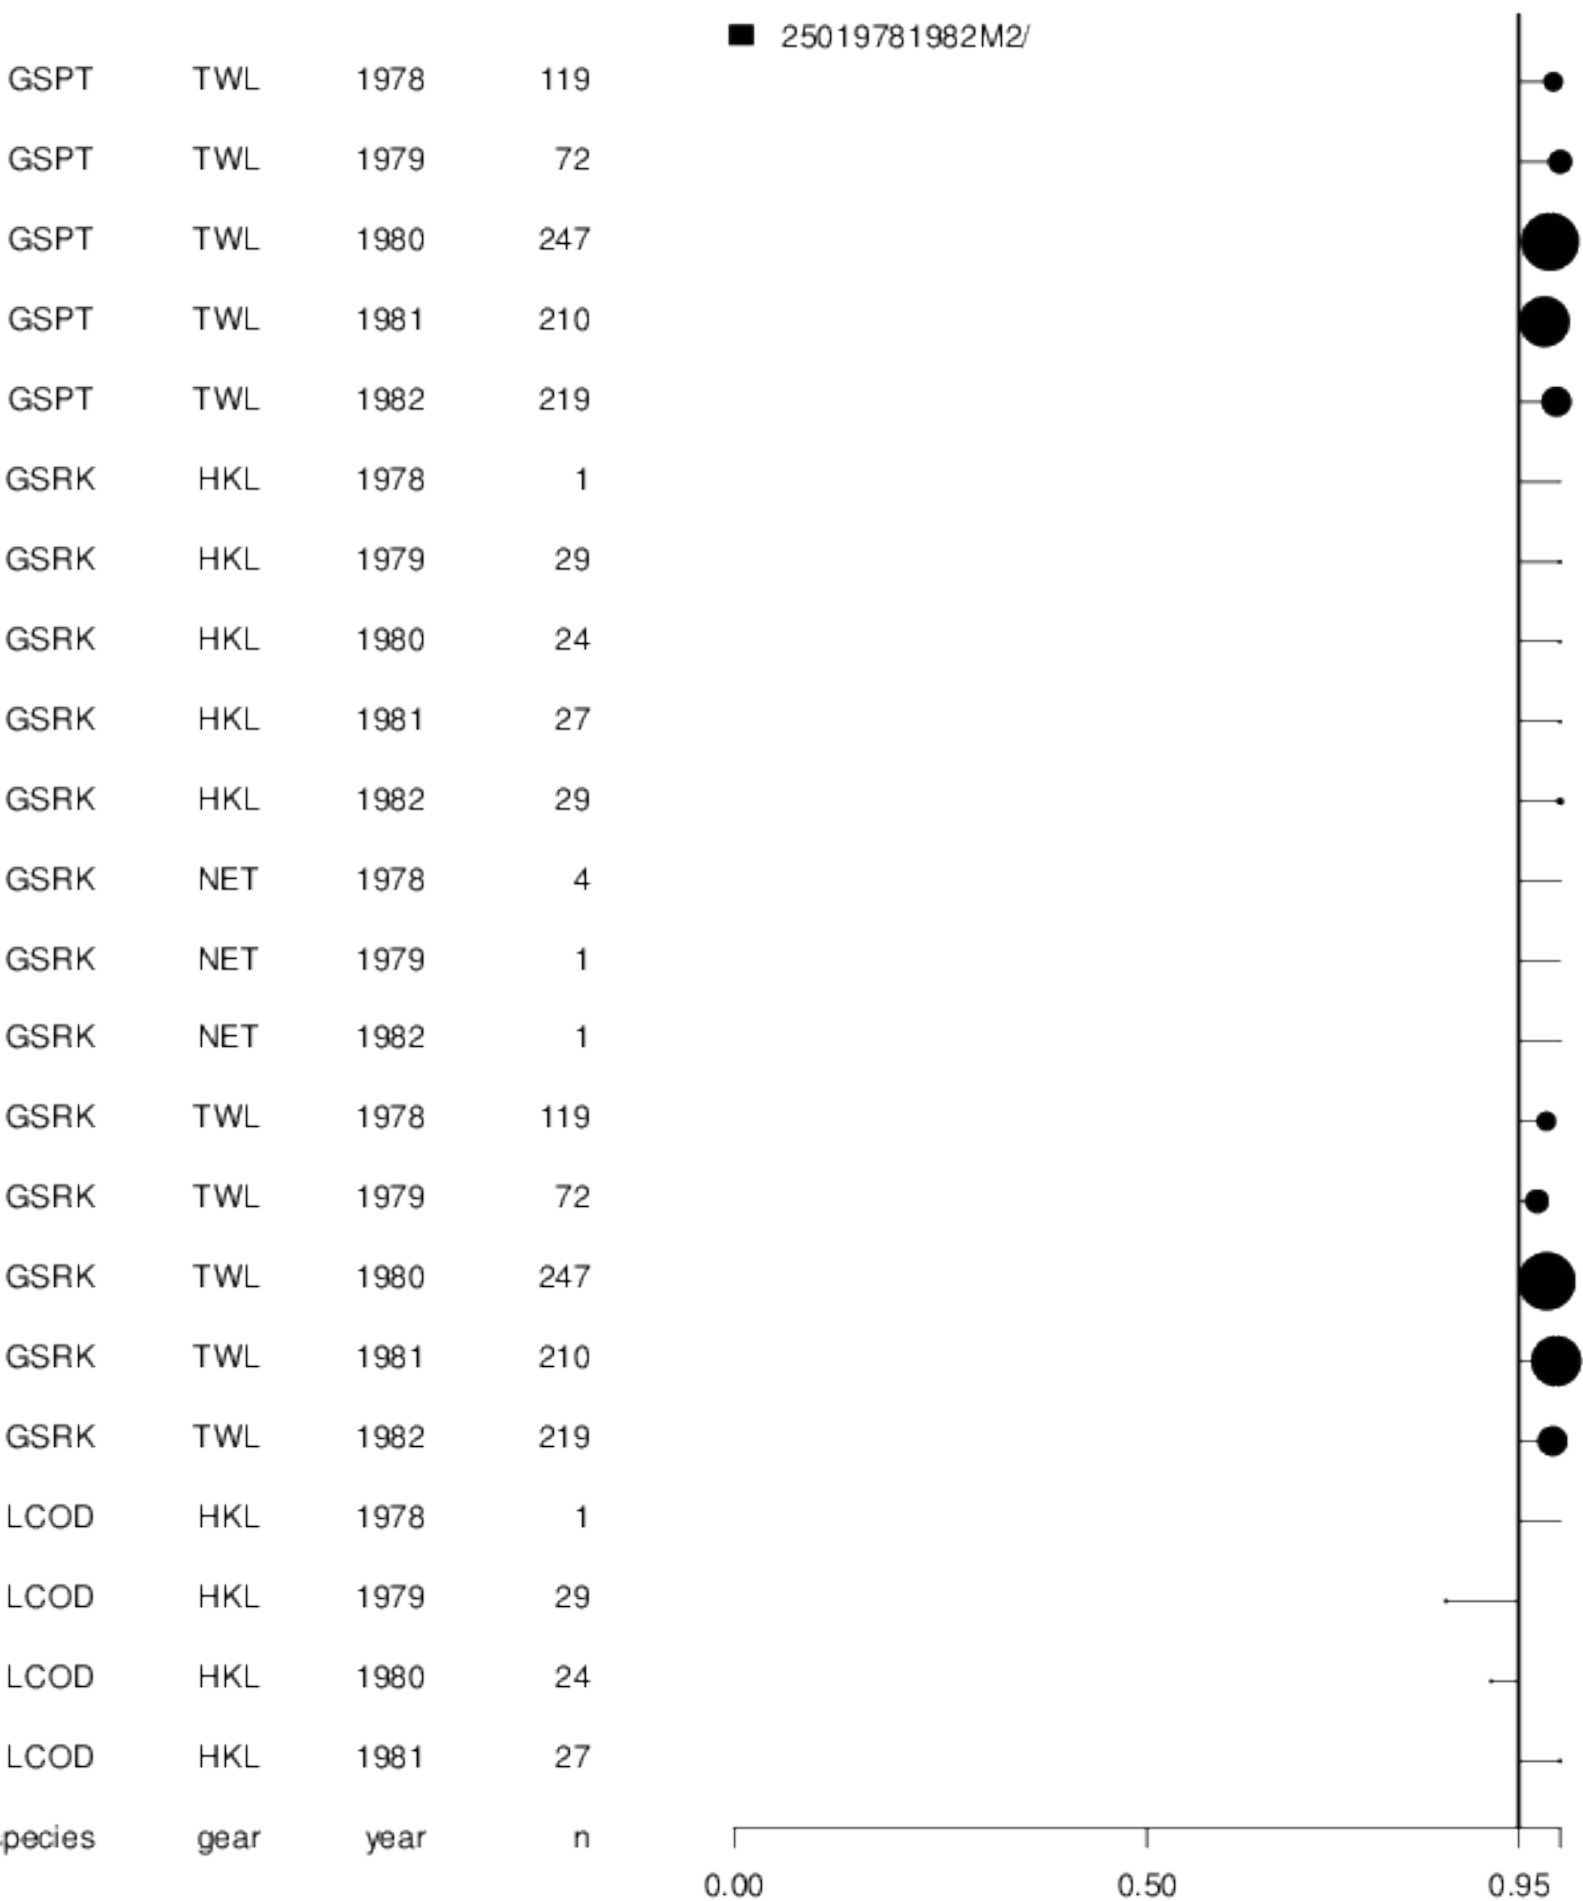 25019781982M2/
GSPT TWL 1978 119
GSPT TWL 1979 72
GSPT TWL 1980 247
GSPT TWL 1981 210
GSPT TWL 1982 219
GSRK HKL 1978 1
GSRK HKL 1979 29
GSRK HKL 1980 24
GSRK HKL 1981 27
GSRK HKL 1982 29
GSRK NET 1978 4
GSRK NET 1979 1
GSRK NET 1982 1
GSRK TWL 1978 119
GSRK TWL 1979 72
GSRK TWL 1980 247
GSRK TWL 1981 210
GSRK TWL 1982 219
LCOD HKL 1978 1
LCOD HKL 1979 29
LCOD HKL 1980 24
LCOD HKL 1981 27
pecies gear year n
0.00 0.50 0.95